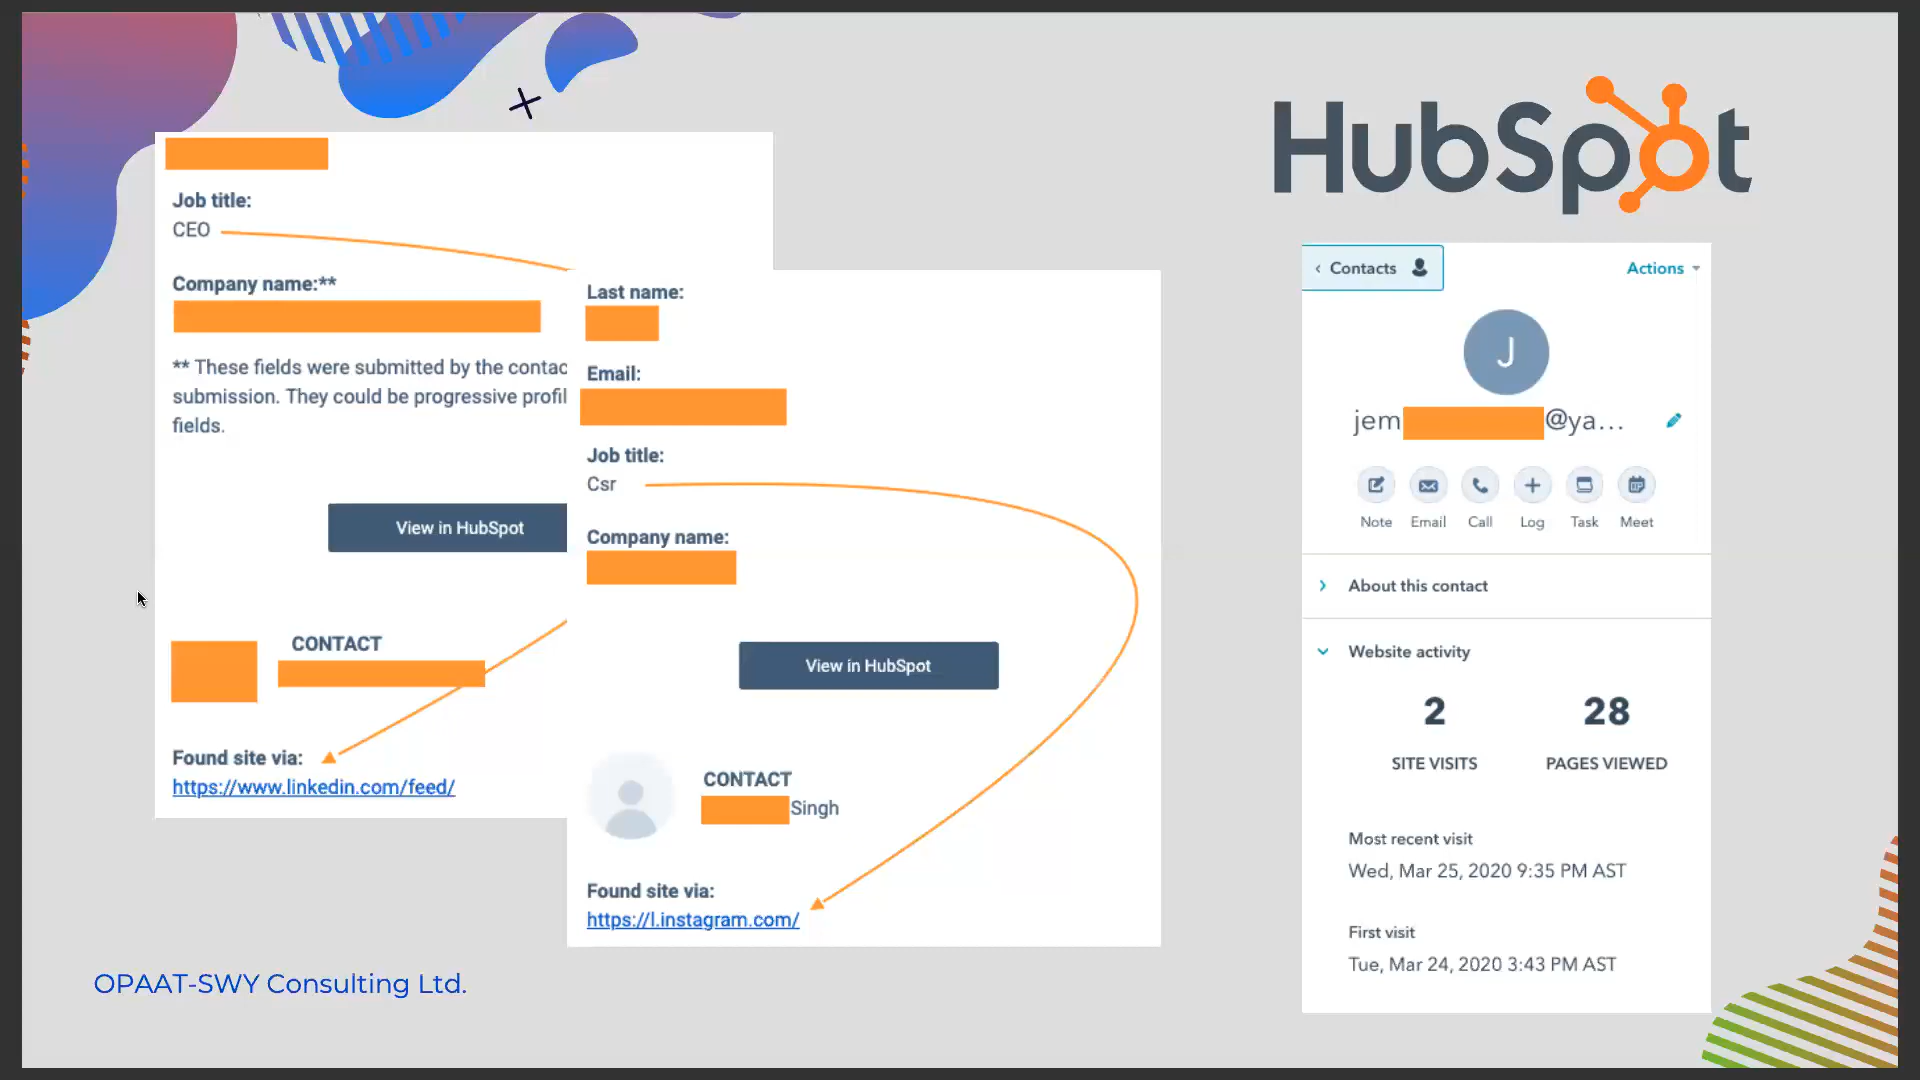 HubSpot
Job title:
CEO
Company name:**
** These fields were submitted by the contac
submission. They could be progressive profil
fields.
View in HubSpot
CONTACT
Found site via:
https://www.linkedin.com/feed/
Last name:
Email:
Job title:
Csr
Company name:
View in HubSpot
CONTACT
Singh
Found site via:
https://l.instagram.com/
Contacts
Actions
J
jem @ya...
Note Email Call Log Task Meet
About this contact
Website activity
2 28
SITE VISITS PAGES VIEWED
Most recent visit
Wed, Mar 25, 2020 9:35 PM AST
First visit
Tue, Mar 24, 2020 3:43 PM AST
OPAAT-SWY Consulting Ltd.